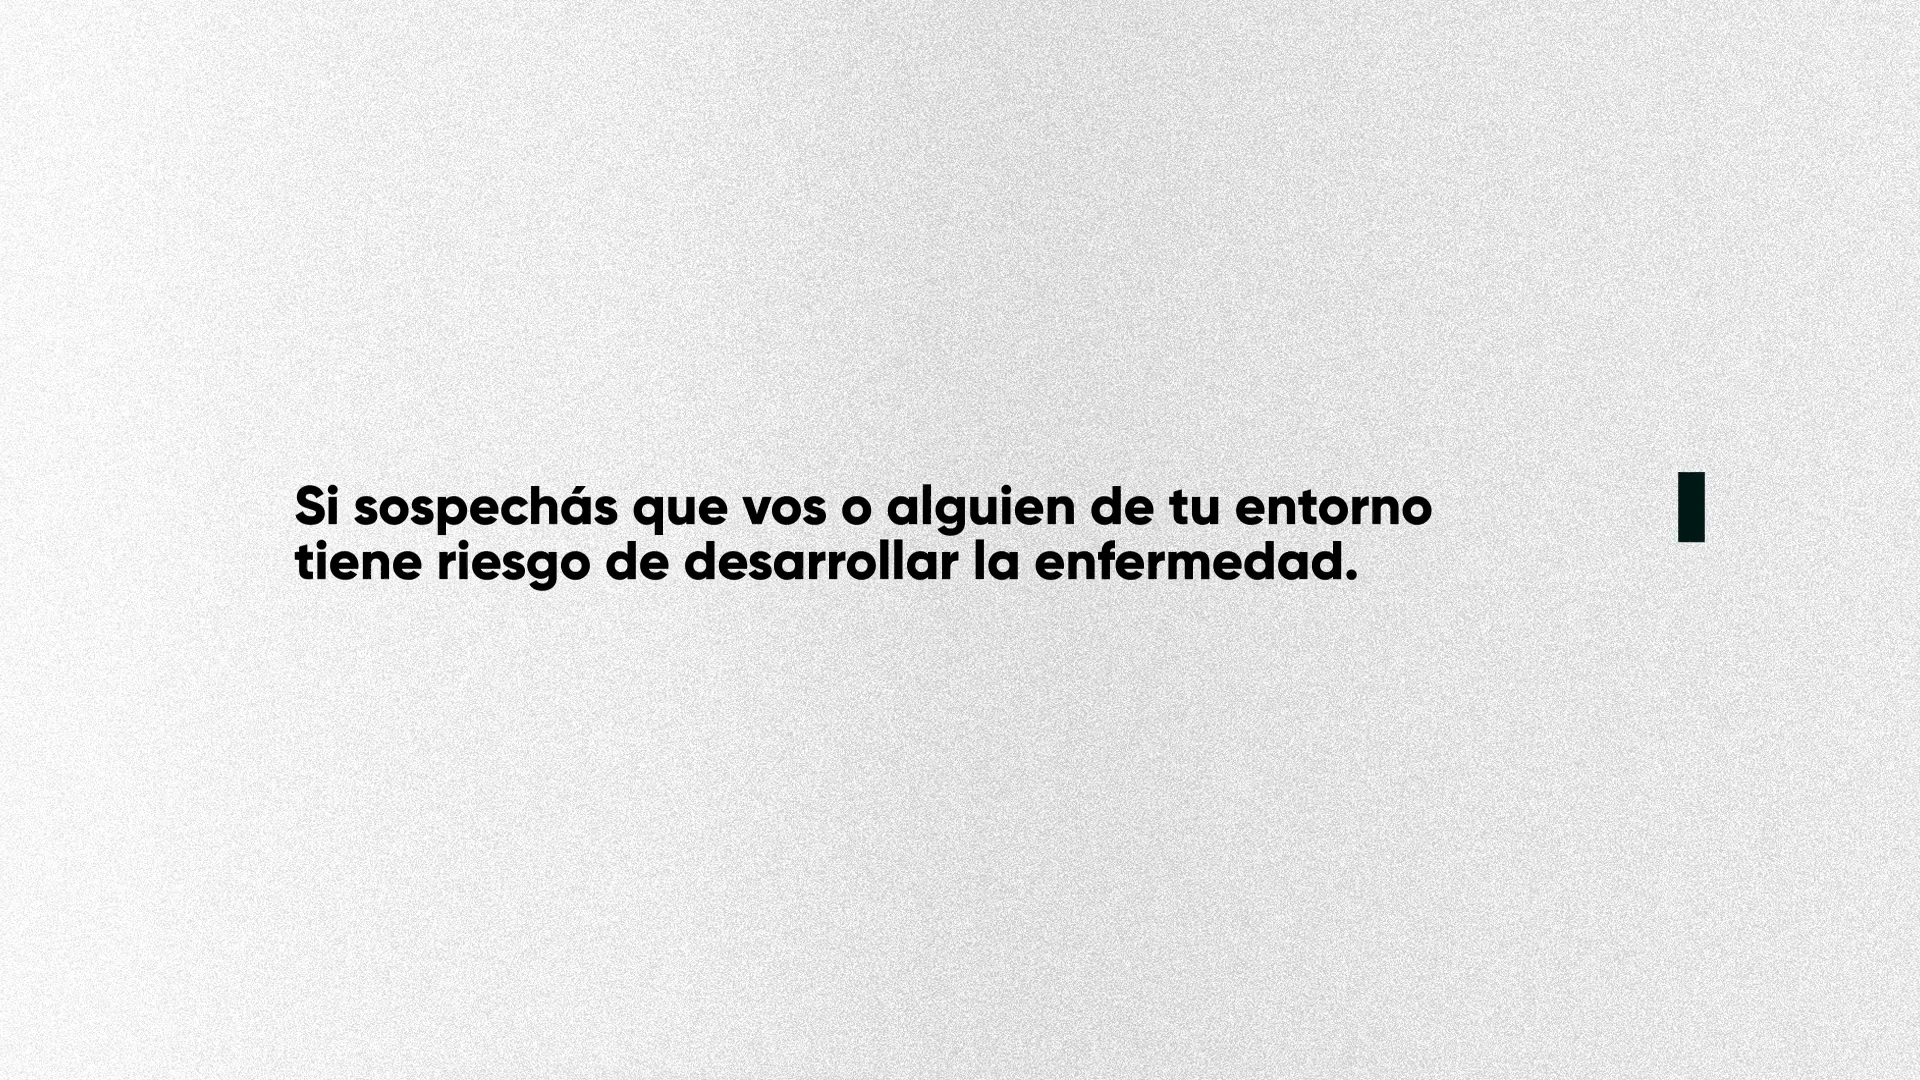 Si sospechás que vos o alguien de tu entorno
tiene riesgo de desarrollar la enfermedad.